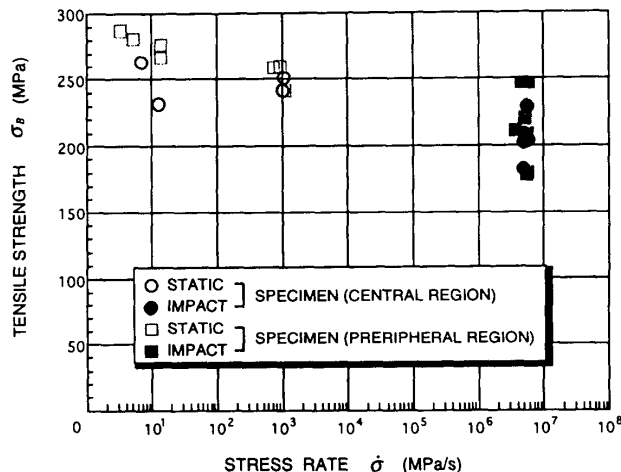 300
250
200
150
100
50
0
10¹
10²
10³
10⁴
10⁵
10⁶
10⁷
10⁸
TENSILE STRENGTH σB (MPa)
STRESS RATE σ̇ (MPa/s)
○ STATIC
● IMPACT
SPECIMEN (CENTRAL REGION)
□ STATIC
■ IMPACT
SPECIMEN (PRERIPHERAL REGION)